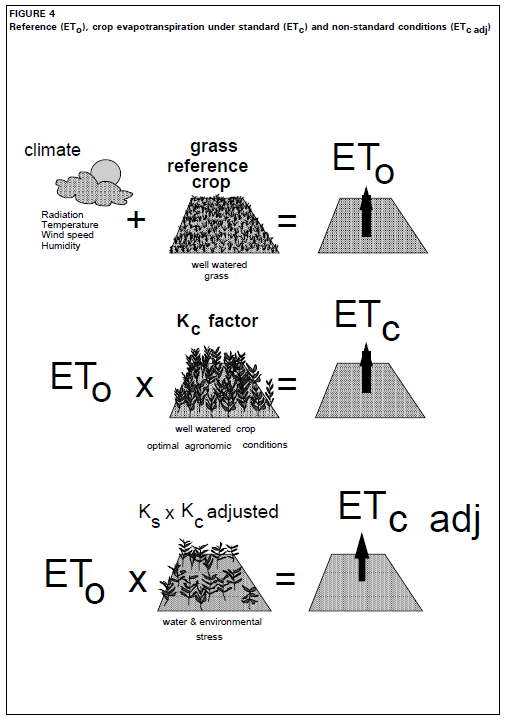 FIGURE 4
Reference (ETo), crop evapotranspiration under standard (ETc) and non-standard conditions (ETc adj)
climate
Radiation
Temperature
Wind speed
Humidity
+
grass
reference
crop
well watered
grass
=
ETo
ETo
x
Kc factor
well watered crop
optimal agronomic conditions
=
ETc
ETo
x
Ks x Kc adjusted
water & environmental
stress
=
ETc adj